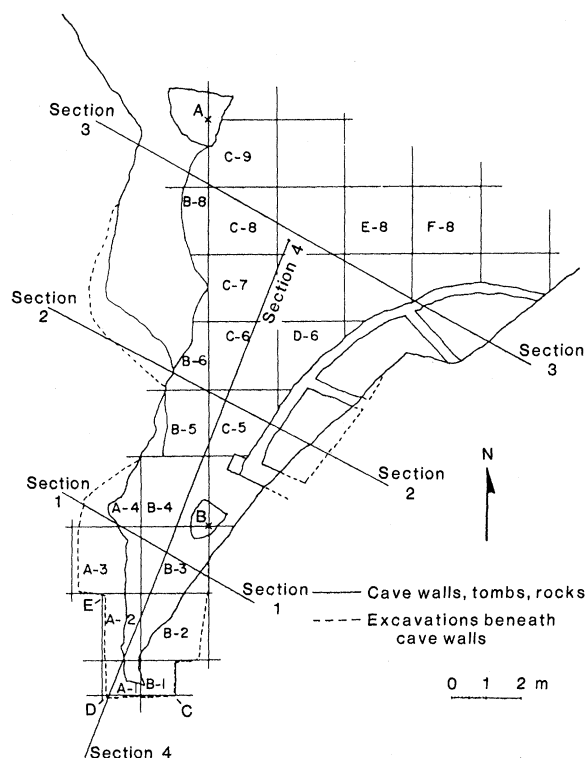 A
Section
3
C-9
B-8
C-8
E-8
F-8
Section 4
C-7
Section
2
C-6
D-6
B-6
Section
3
B-5
C-5
Section
2
N
Section
1
A-4
B-4
B
A-3
B-3
Section
1
Cave walls, tombs, rocks
Excavations beneath
cave walls
E
A-2
B-2
A-1
B-1
0 1 2 m
D
C
Section 4